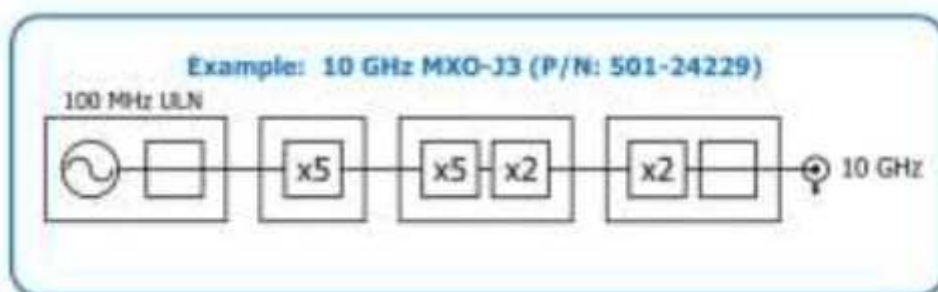 Example: 10 GHz MXO-J3 (P/N: 501-24229)
100 MHz ULN
x5 x5 x2 x2 10 GHz